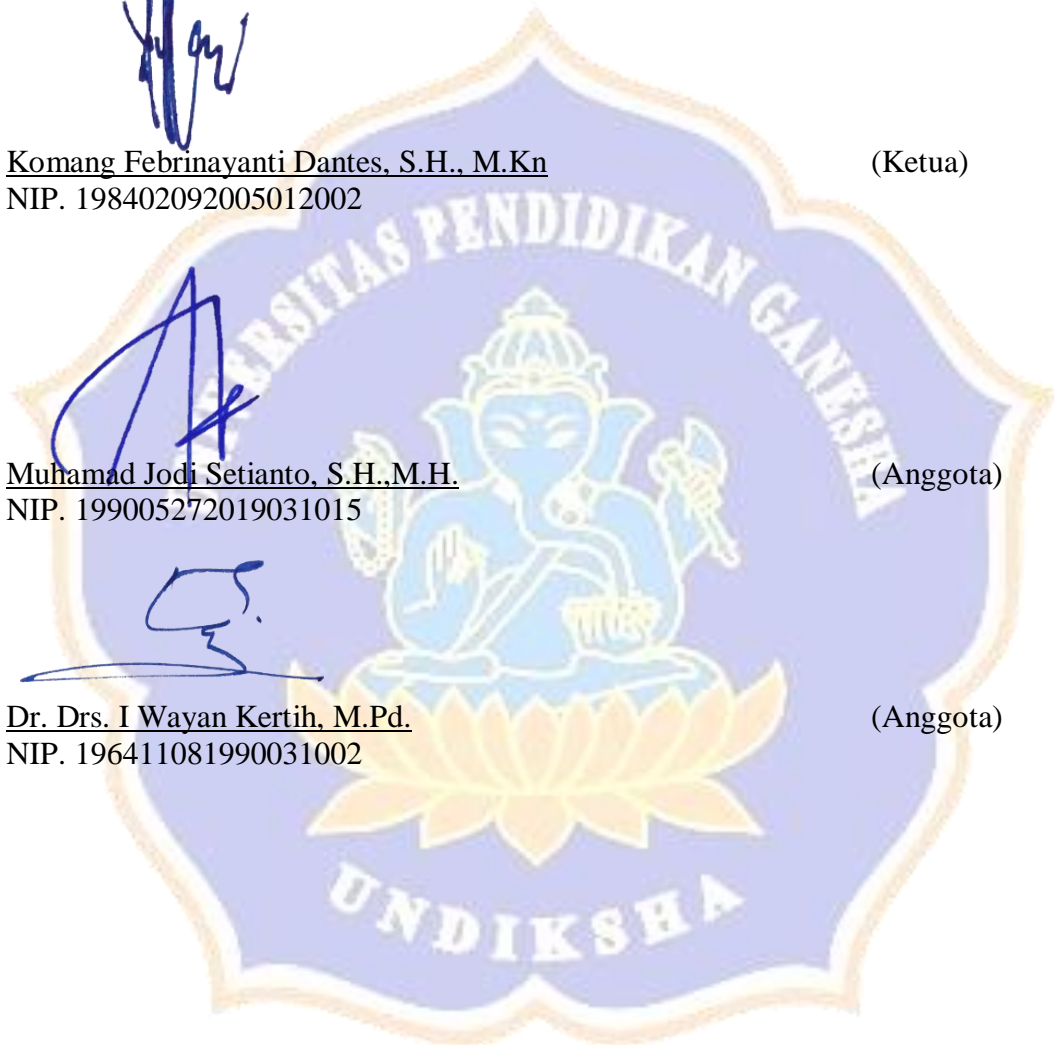 Komang Febrinayanti Dantes, S.H., M.Kn (Ketua)
NIP. 198402092005012002
UNIVERSITAS PENDIDIKAN GANESHA
Muhamad Jodi Setianto, S.H.,M.H. (Anggota)
NIP. 199005272019031015
Dr. Drs. I Wayan Kertih, M.Pd. (Anggota)
NIP. 196411081990031002
UNDIKSHA